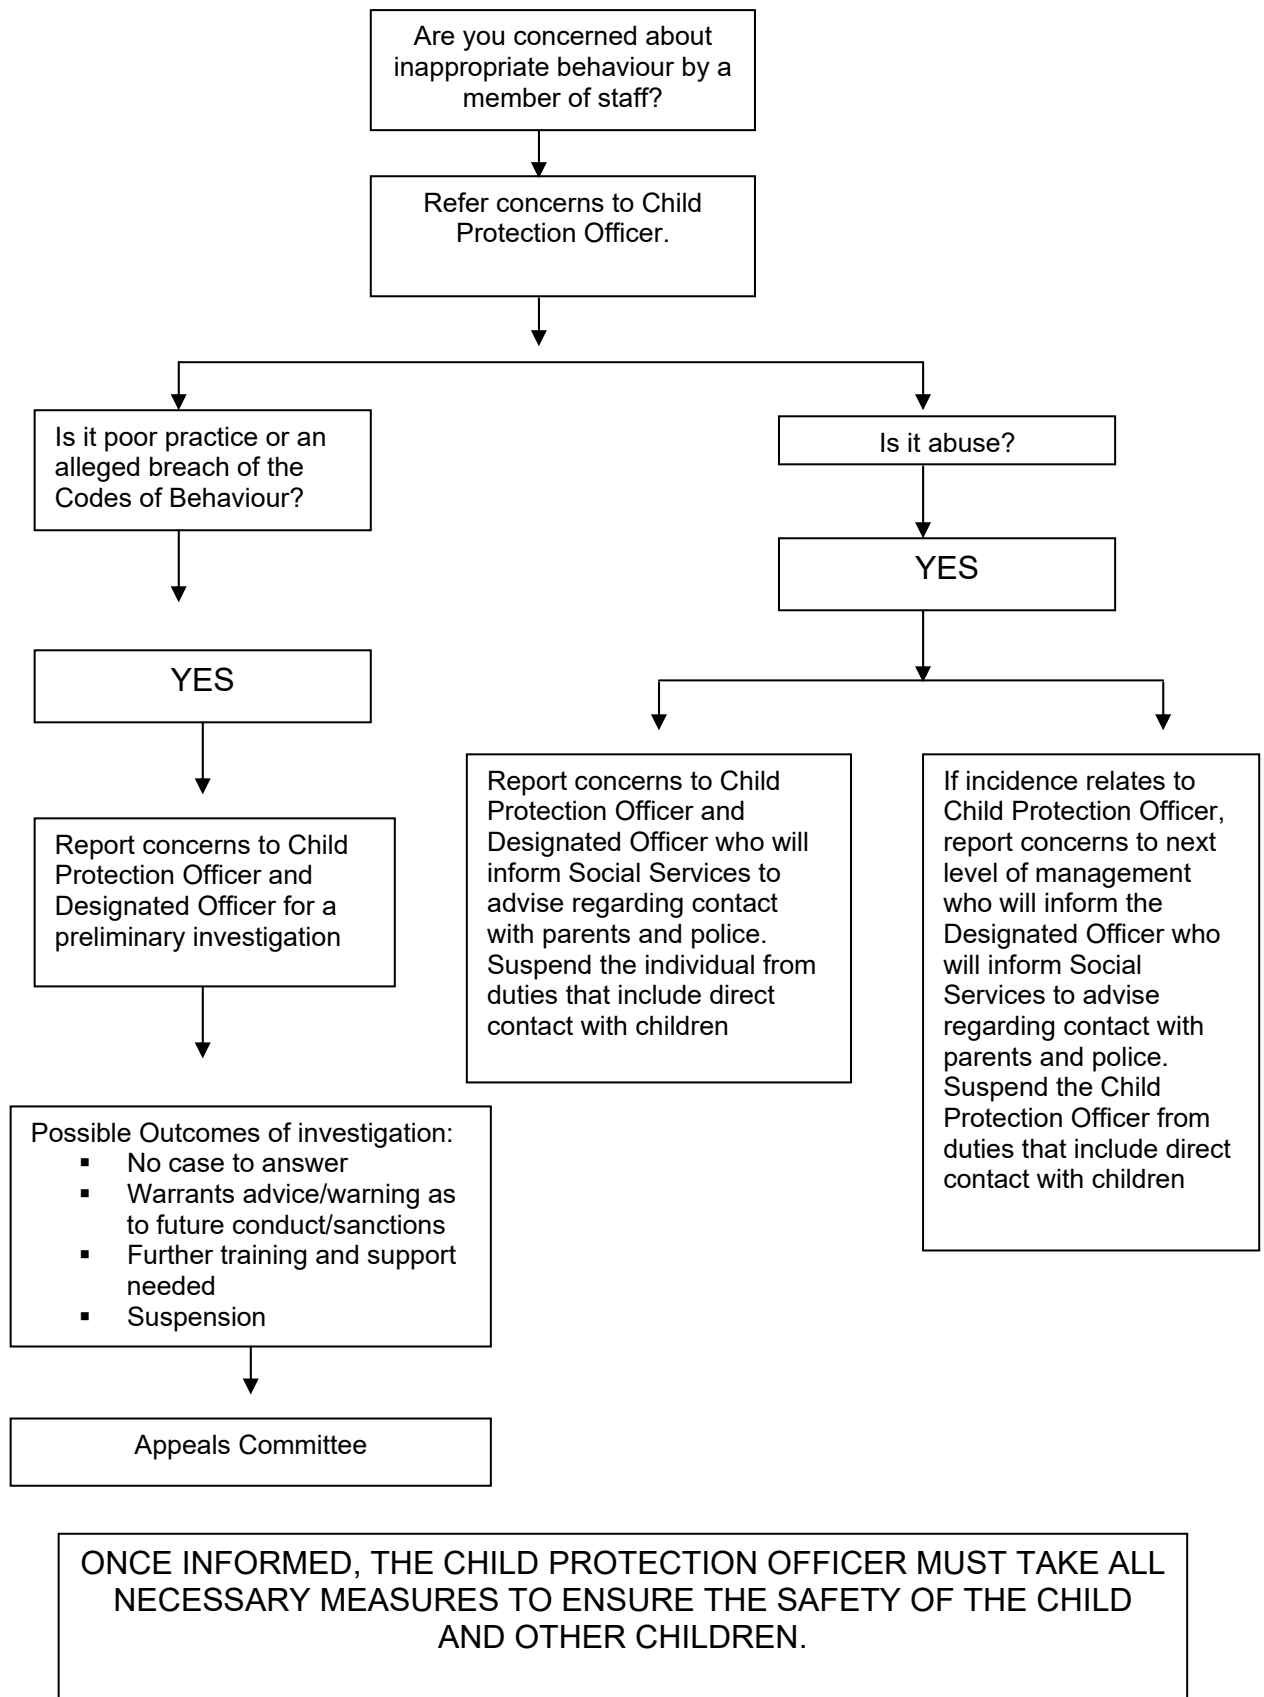 Are you concerned about
inappropriate behaviour by a
member of staff?
Refer concerns to Child
Protection Officer.
Is it poor practice or an
alleged breach of the
Codes of Behaviour?
Is it abuse?
YES
YES
Report concerns to Child
Protection Officer and
Designated Officer for a
preliminary investigation
Report concerns to Child
Protection Officer and
Designated Officer who will
inform Social Services to
advise regarding contact
with parents and police.
Suspend the individual from
duties that include direct
contact with children
If incidence relates to
Child Protection Officer,
report concerns to next
level of management
who will inform the
Designated Officer who
will inform Social
Services to advise
regarding contact with
parents and police.
Suspend the Child
Protection Officer from
duties that include direct
contact with children
Possible Outcomes of investigation:
▪ No case to answer
▪ Warrants advice/warning as
to future conduct/sanctions
▪ Further training and support
needed
▪ Suspension
Appeals Committee
ONCE INFORMED, THE CHILD PROTECTION OFFICER MUST TAKE ALL
NECESSARY MEASURES TO ENSURE THE SAFETY OF THE CHILD
AND OTHER CHILDREN.